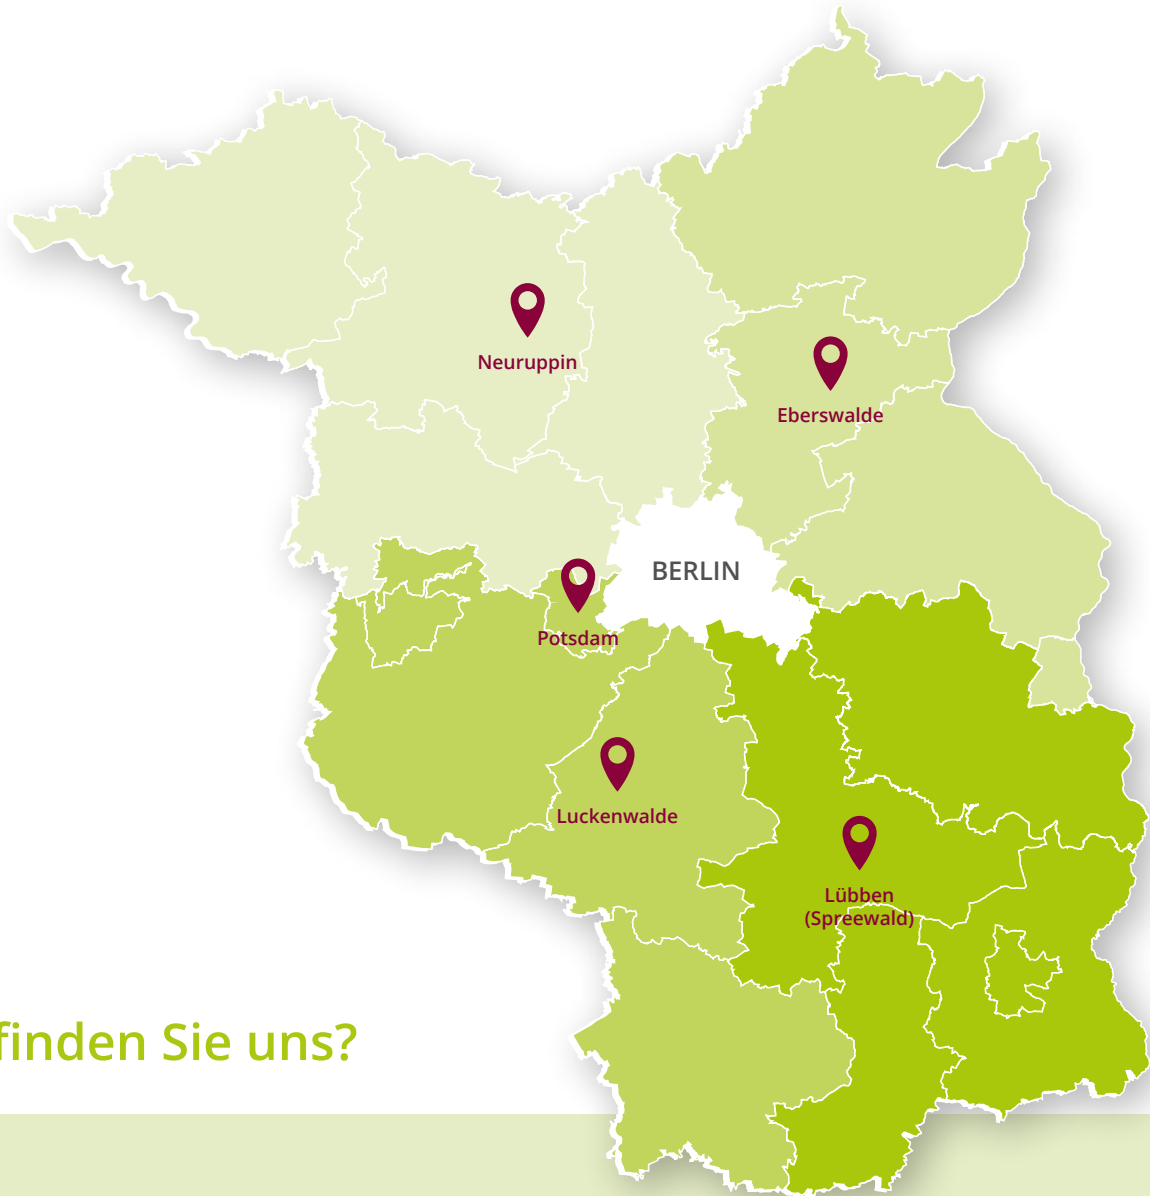 Neuruppin
Eberswalde
BERLIN
Potsdam
Luckenwalde
Lübben
(Spreewald)
finden Sie uns?